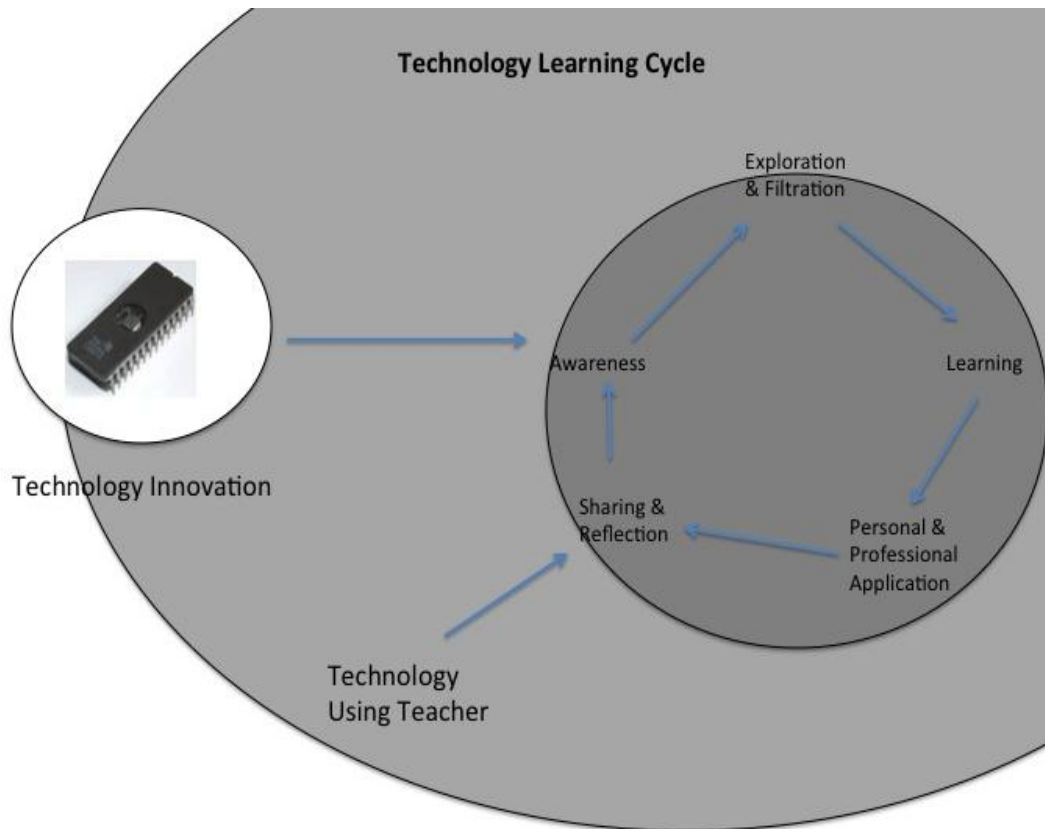 Technology Learning Cycle
Exploration
& Filtration
Awareness
Learning
Technology Innovation
Sharing &
Reflection
Personal &
Professional
Application
Technology
Using Teacher